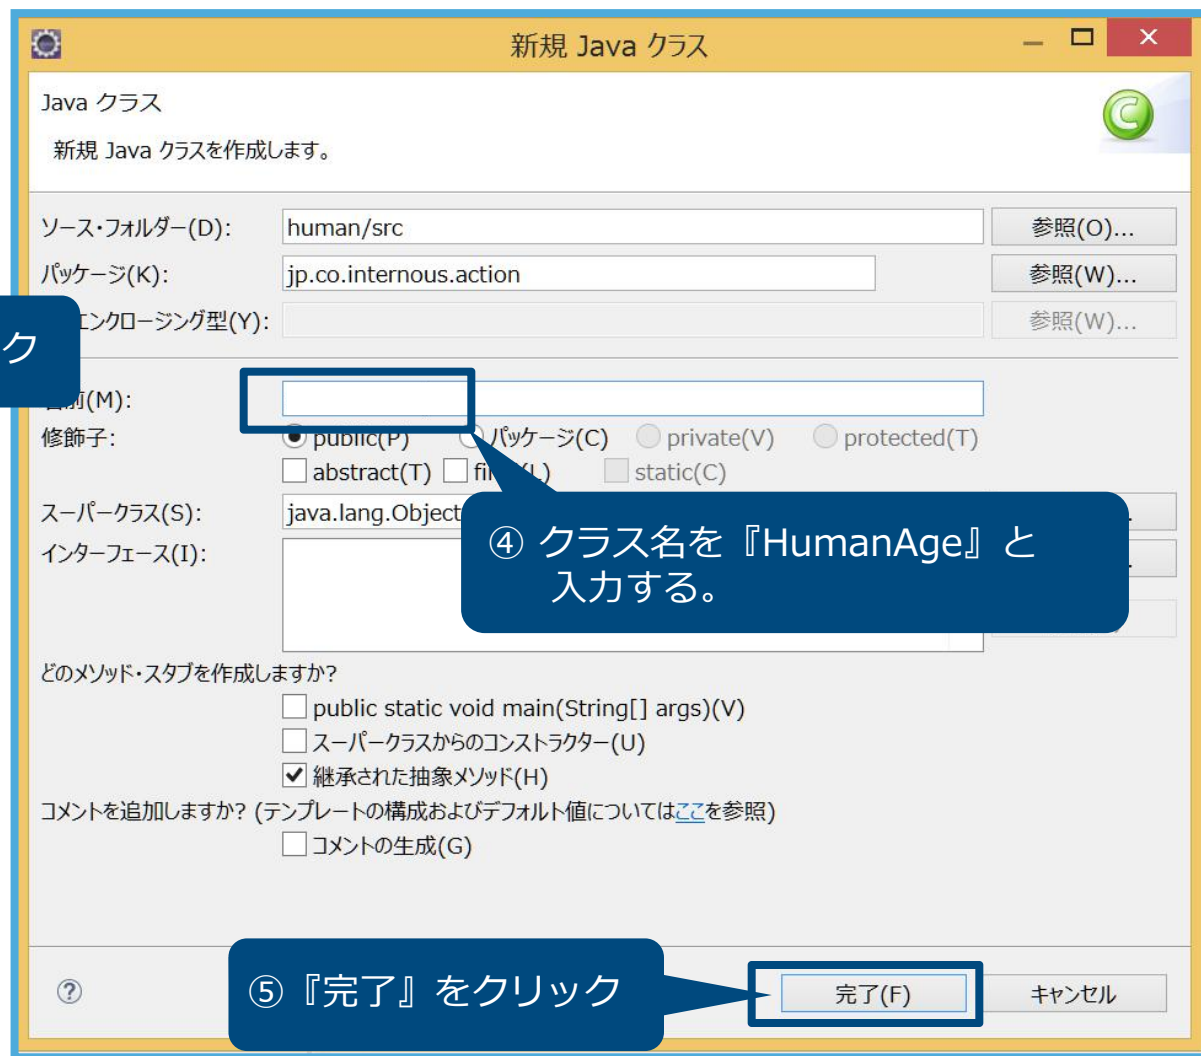 新規 Java クラス
Java クラス
新規 Java クラスを作成します。
ソース・フォルダー(D): human/src 参照(O)...
パッケージ(K): jp.co.internous.action 参照(W)...
エンクロージング型(Y): 参照(W)...
ク
(M):
修飾子: public(P) パッケージ(C) private(V) protected(T)
abstract(T) static(C)
スーパークラス(S): java.lang.Object
インターフェース(I):
④ クラス名を『HumanAge』と
入力する。
どのメソッド・スタブを作成しますか?
public static void main(String[] args)(V)
スーパークラスからのコンストラクター(U)
継承された抽象メソッド(H)
コメントを追加しますか? (テンプレートの構成およびデフォルト値についてはここを参照)
コメントの生成(G)
⑤『完了』をクリック
完了(F) キャンセル